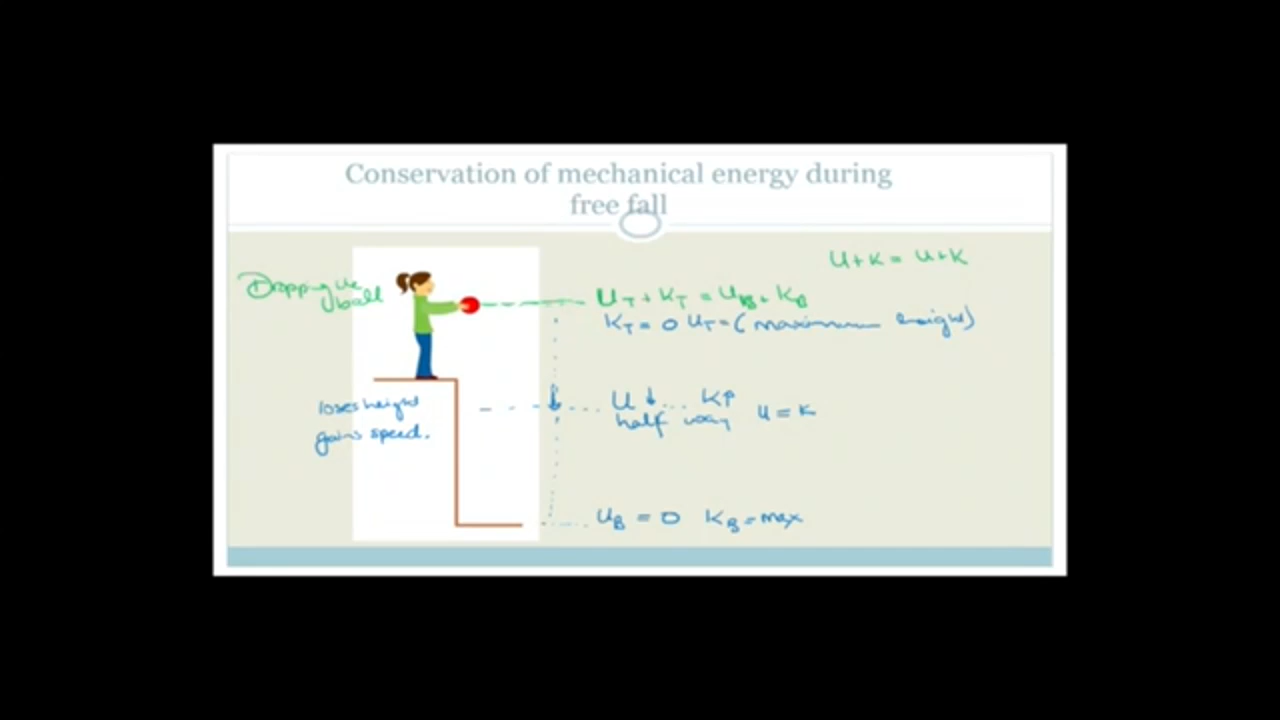 Conservation of mechanical energy during
free fall
U+K = U+K
Dropping the
ball
U_T + K_T = U_B + K_B
K_T = 0 U_T = (maximum height)
loses height
gains speed.
U ↓ K↑
half way U = K
U_B = 0 K_B = max